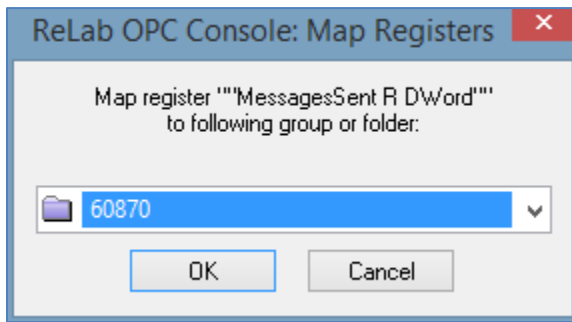 ReLab OPC Console: Map Registers
Map register ""MessagesSent R DWord""
to following group or folder:
60870
OK
Cancel